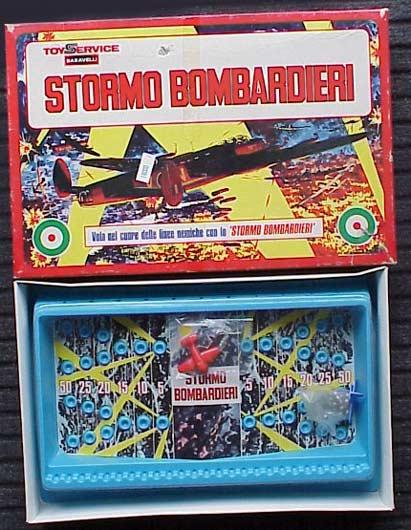 TOYSERVICE
BARAVELLI
STORMO BOMBARDIERI
Vola nel cuore delle linee nemiche con lo "STORMO BOMBARDIERI"
50 25 20 15 10 5
STORMO
BOMBARDIERI
5 10 15 20 25 50